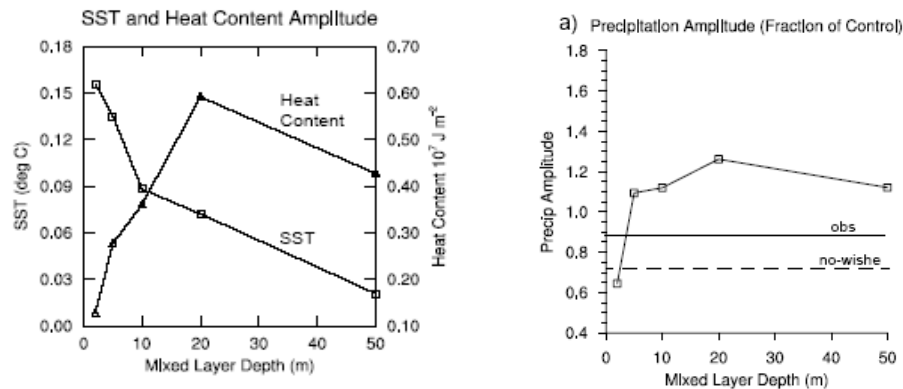 SST and Heat Content Amplitude
0.18
0.15
0.12
0.09
0.06
0.03
0.00
SST (deg C)
0.70
0.60
0.50
0.40
0.30
0.20
0.10
Heat Content 10⁷ J m⁻²
Heat
Content
SST
0 10 20 30 40 50
Mixed Layer Depth (m)
a) Precipitation Amplitude (Fraction of Control)
1.8
1.6
1.4
1.2
1.0
0.8
0.6
0.4
Precip Amplitude
obs
no-wishe
0 10 20 30 40 50
Mixed Layer Depth (m)